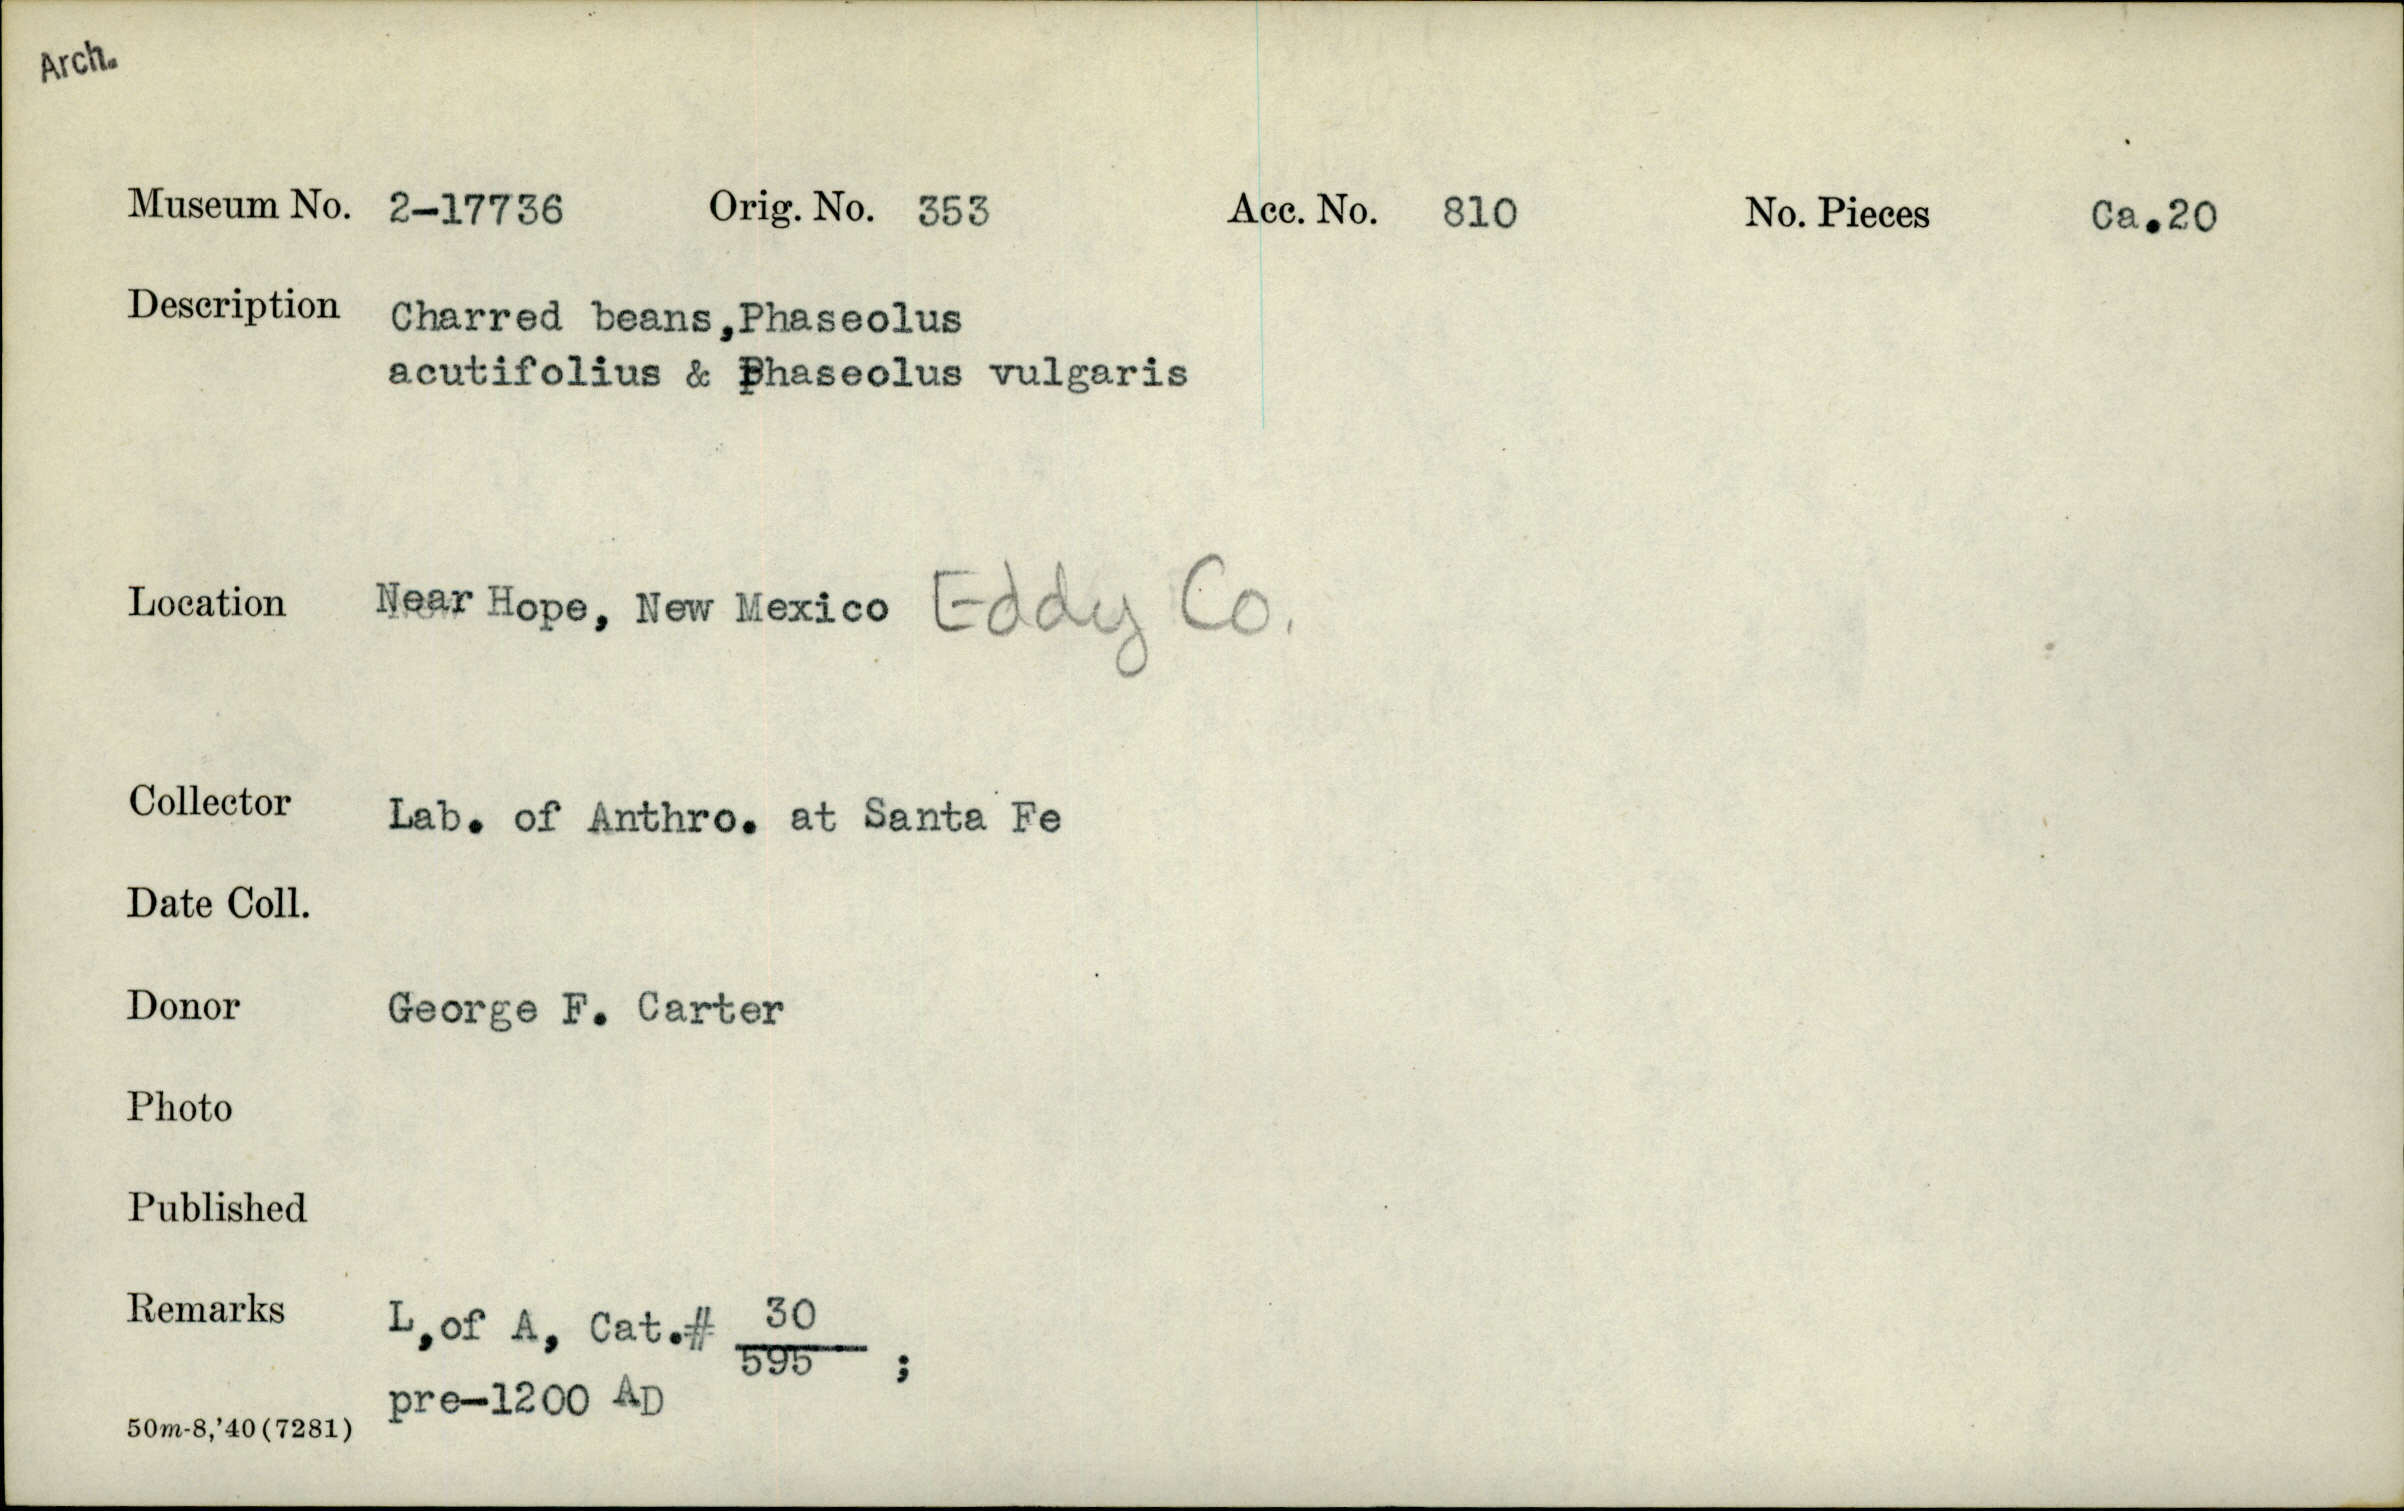 Arch.
Museum No. 2-17736 Orig. No. 353 Acc. No. 810 No. Pieces Ca.20
Description Charred beans,Phaseolus
acutifolius & Phaseolus vulgaris
Location Near Hope, New Mexico Eddy Co.
Collector Lab. of Anthro. at Santa Fe
Date Coll.
Donor George F. Carter
Photo
Published
Remarks L,of A, Cat.# 30
595 ;
pre-1200 AD
50m-8,'40(7281)